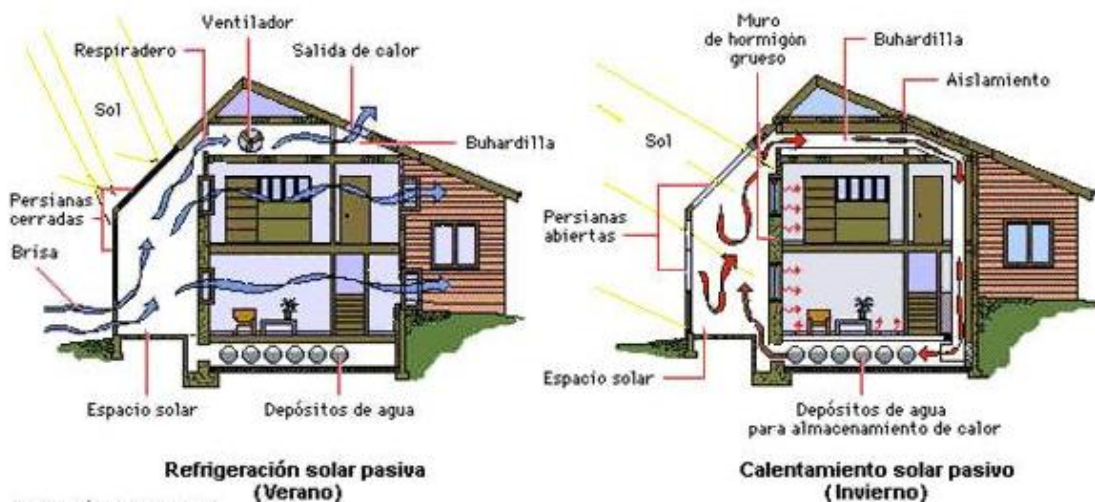 Ventilador
Respiradero
Salida de calor
Sol
Buhardilla
Persianas
cerradas
Brisa
Espacio solar
Depósitos de agua
Refrigeración solar pasiva
(Verano)
Muro
de hormigón
grueso
Buhardilla
Aislamiento
Sol
Persianas
abiertas
Espacio solar
Depósitos de agua
para almacenamiento de calor
Calentamiento solar pasivo
(Invierno)